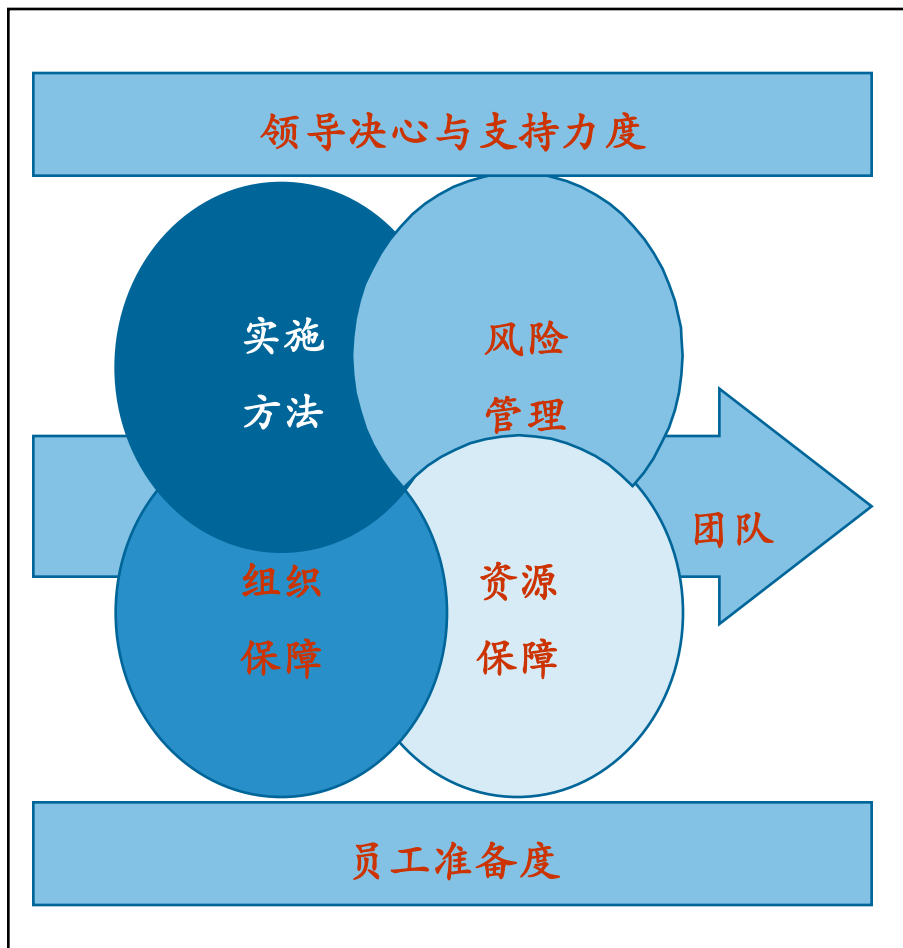 领导决心与支持力度
实施
方法
风险
管理
团队
组织
保障
资源
保障
员工准备度